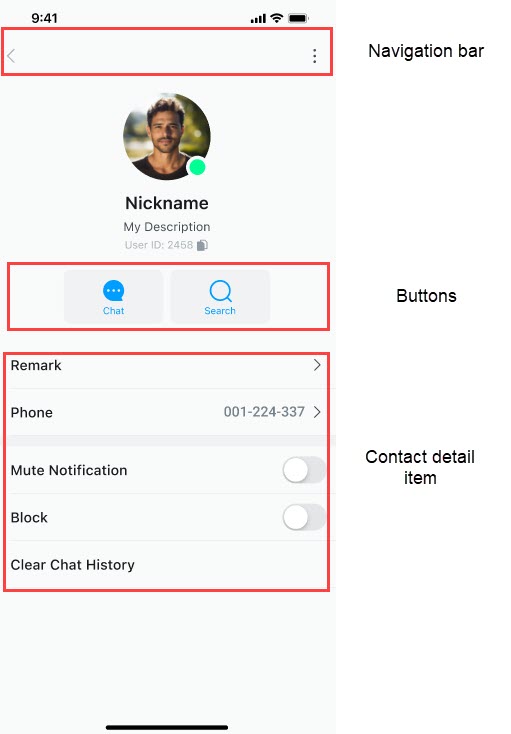 9:41
Navigation bar
Nickname
My Description
User ID: 2458
Buttons
Chat
Search
Remark
Phone 001-224-337
Contact detail
item
Mute Notification
Block
Clear Chat History